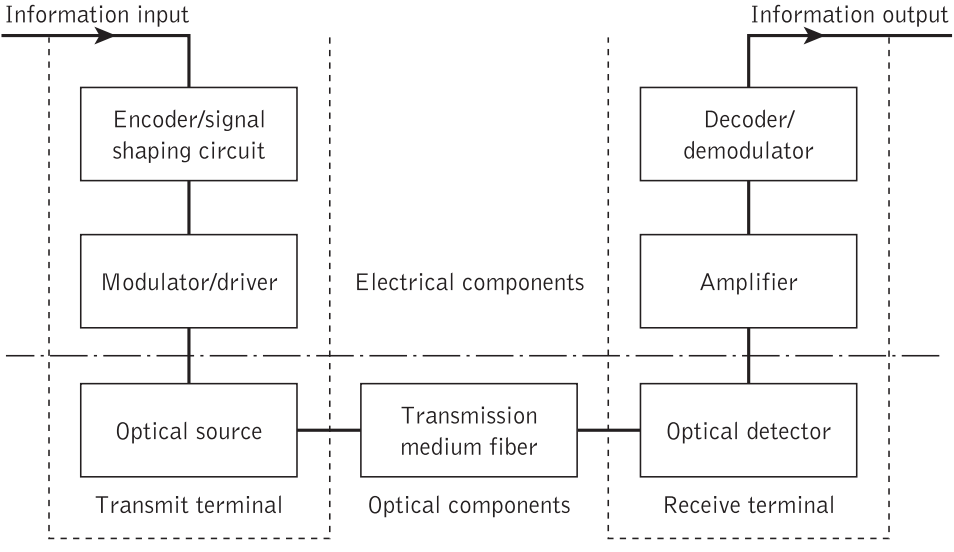 Information input
Information output
Encoder/signal
shaping circuit
Decoder/
demodulator
Modulator/driver
Electrical components
Amplifier
Optical source
Transmission
medium fiber
Optical detector
Transmit terminal
Optical components
Receive terminal